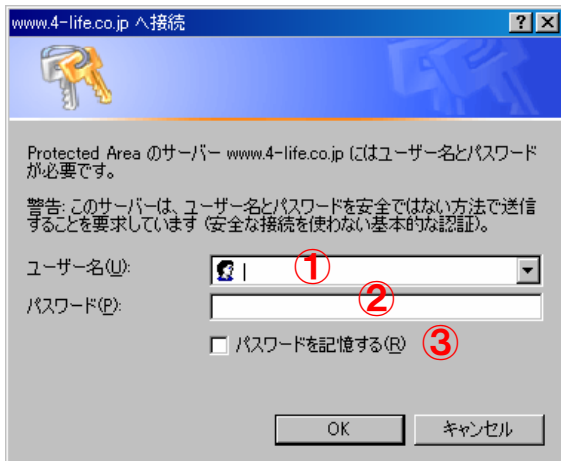 www.4-life.co.jp へ接続
Protected Area のサーバー www.4-life.co.jp にはユーザー名とパスワード
が必要です。
警告: このサーバーは、ユーザー名とパスワードを安全ではない方法で送信
することを要求しています (安全な接続を使わない基本的な認証)。
ユーザー名(U): ①
パスワード(P): ②
パスワードを記憶する(R) ③
OK キャンセル